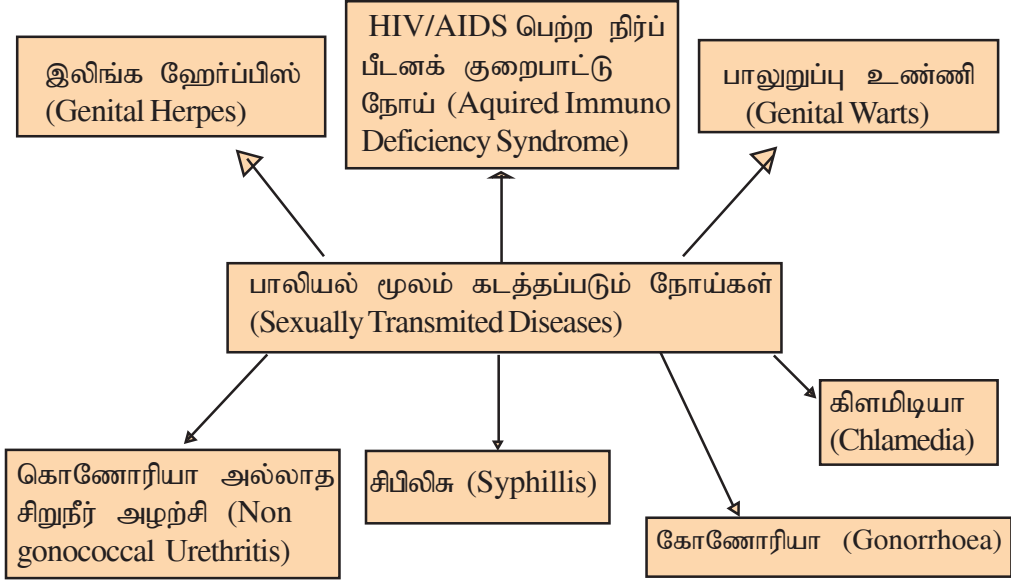 இலிங்க ஹேர்ப்பிஸ்
(Genital Herpes)
HIV/AIDS பெற்ற நிர்ப்
பீடனக் குறைபாட்டு
நோய் (Aquired Immuno
Deficiency Syndrome)
பாலுறுப்பு உண்ணி
(Genital Warts)
பாலியல் மூலம் கடத்தப்படும் நோய்கள்
(Sexually Transmited Diseases)
கிளமிடியா
(Chlamedia)
கொணோரியா அல்லாத
சிறுநீர் அழற்சி (Non
gonococcal Urethritis)
சிபிலிசு (Syphillis)
கோணோரியா (Gonorrhoea)